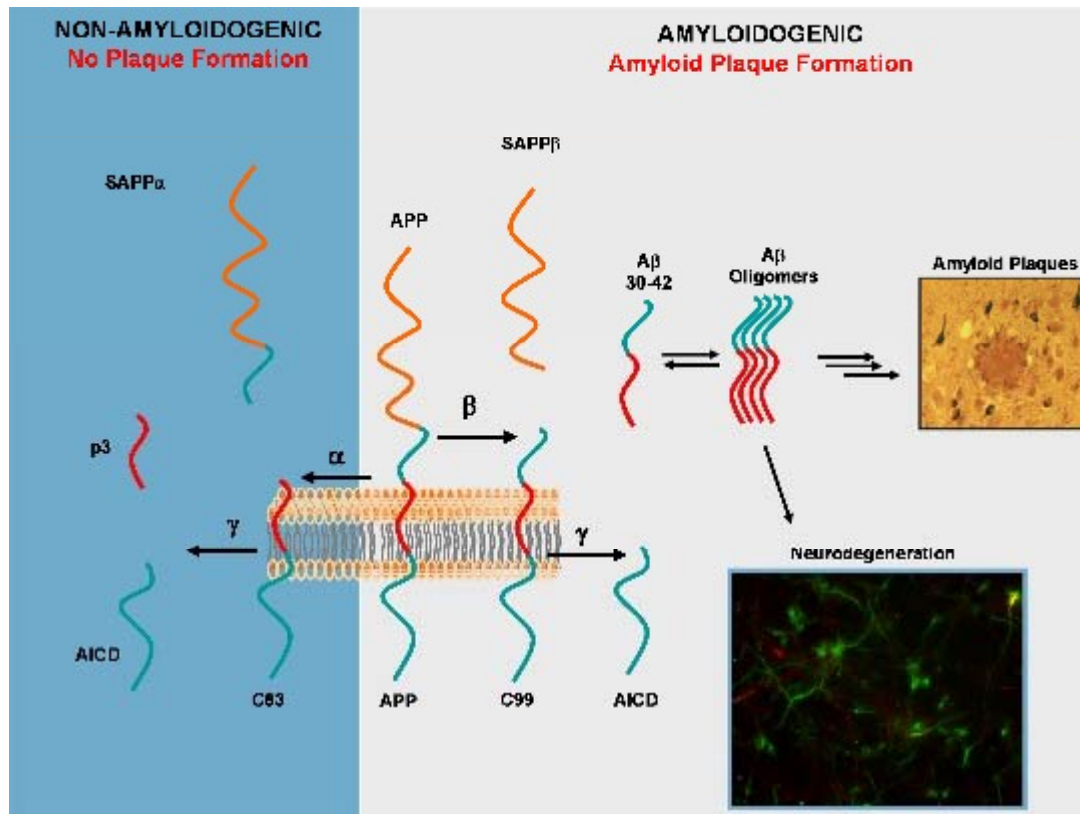 NON-AMYLOIDOGENIC
No Plaque Formation
AMYLOIDOGENIC
Amyloid Plaque Formation
SAPPβ
SAPPα
APP
Aβ
30-42
Aβ
Oligomers
Amyloid Plaques
β
p3
α
γ
γ
Neurodegeneration
AICD
C83
APP
C99
AICD